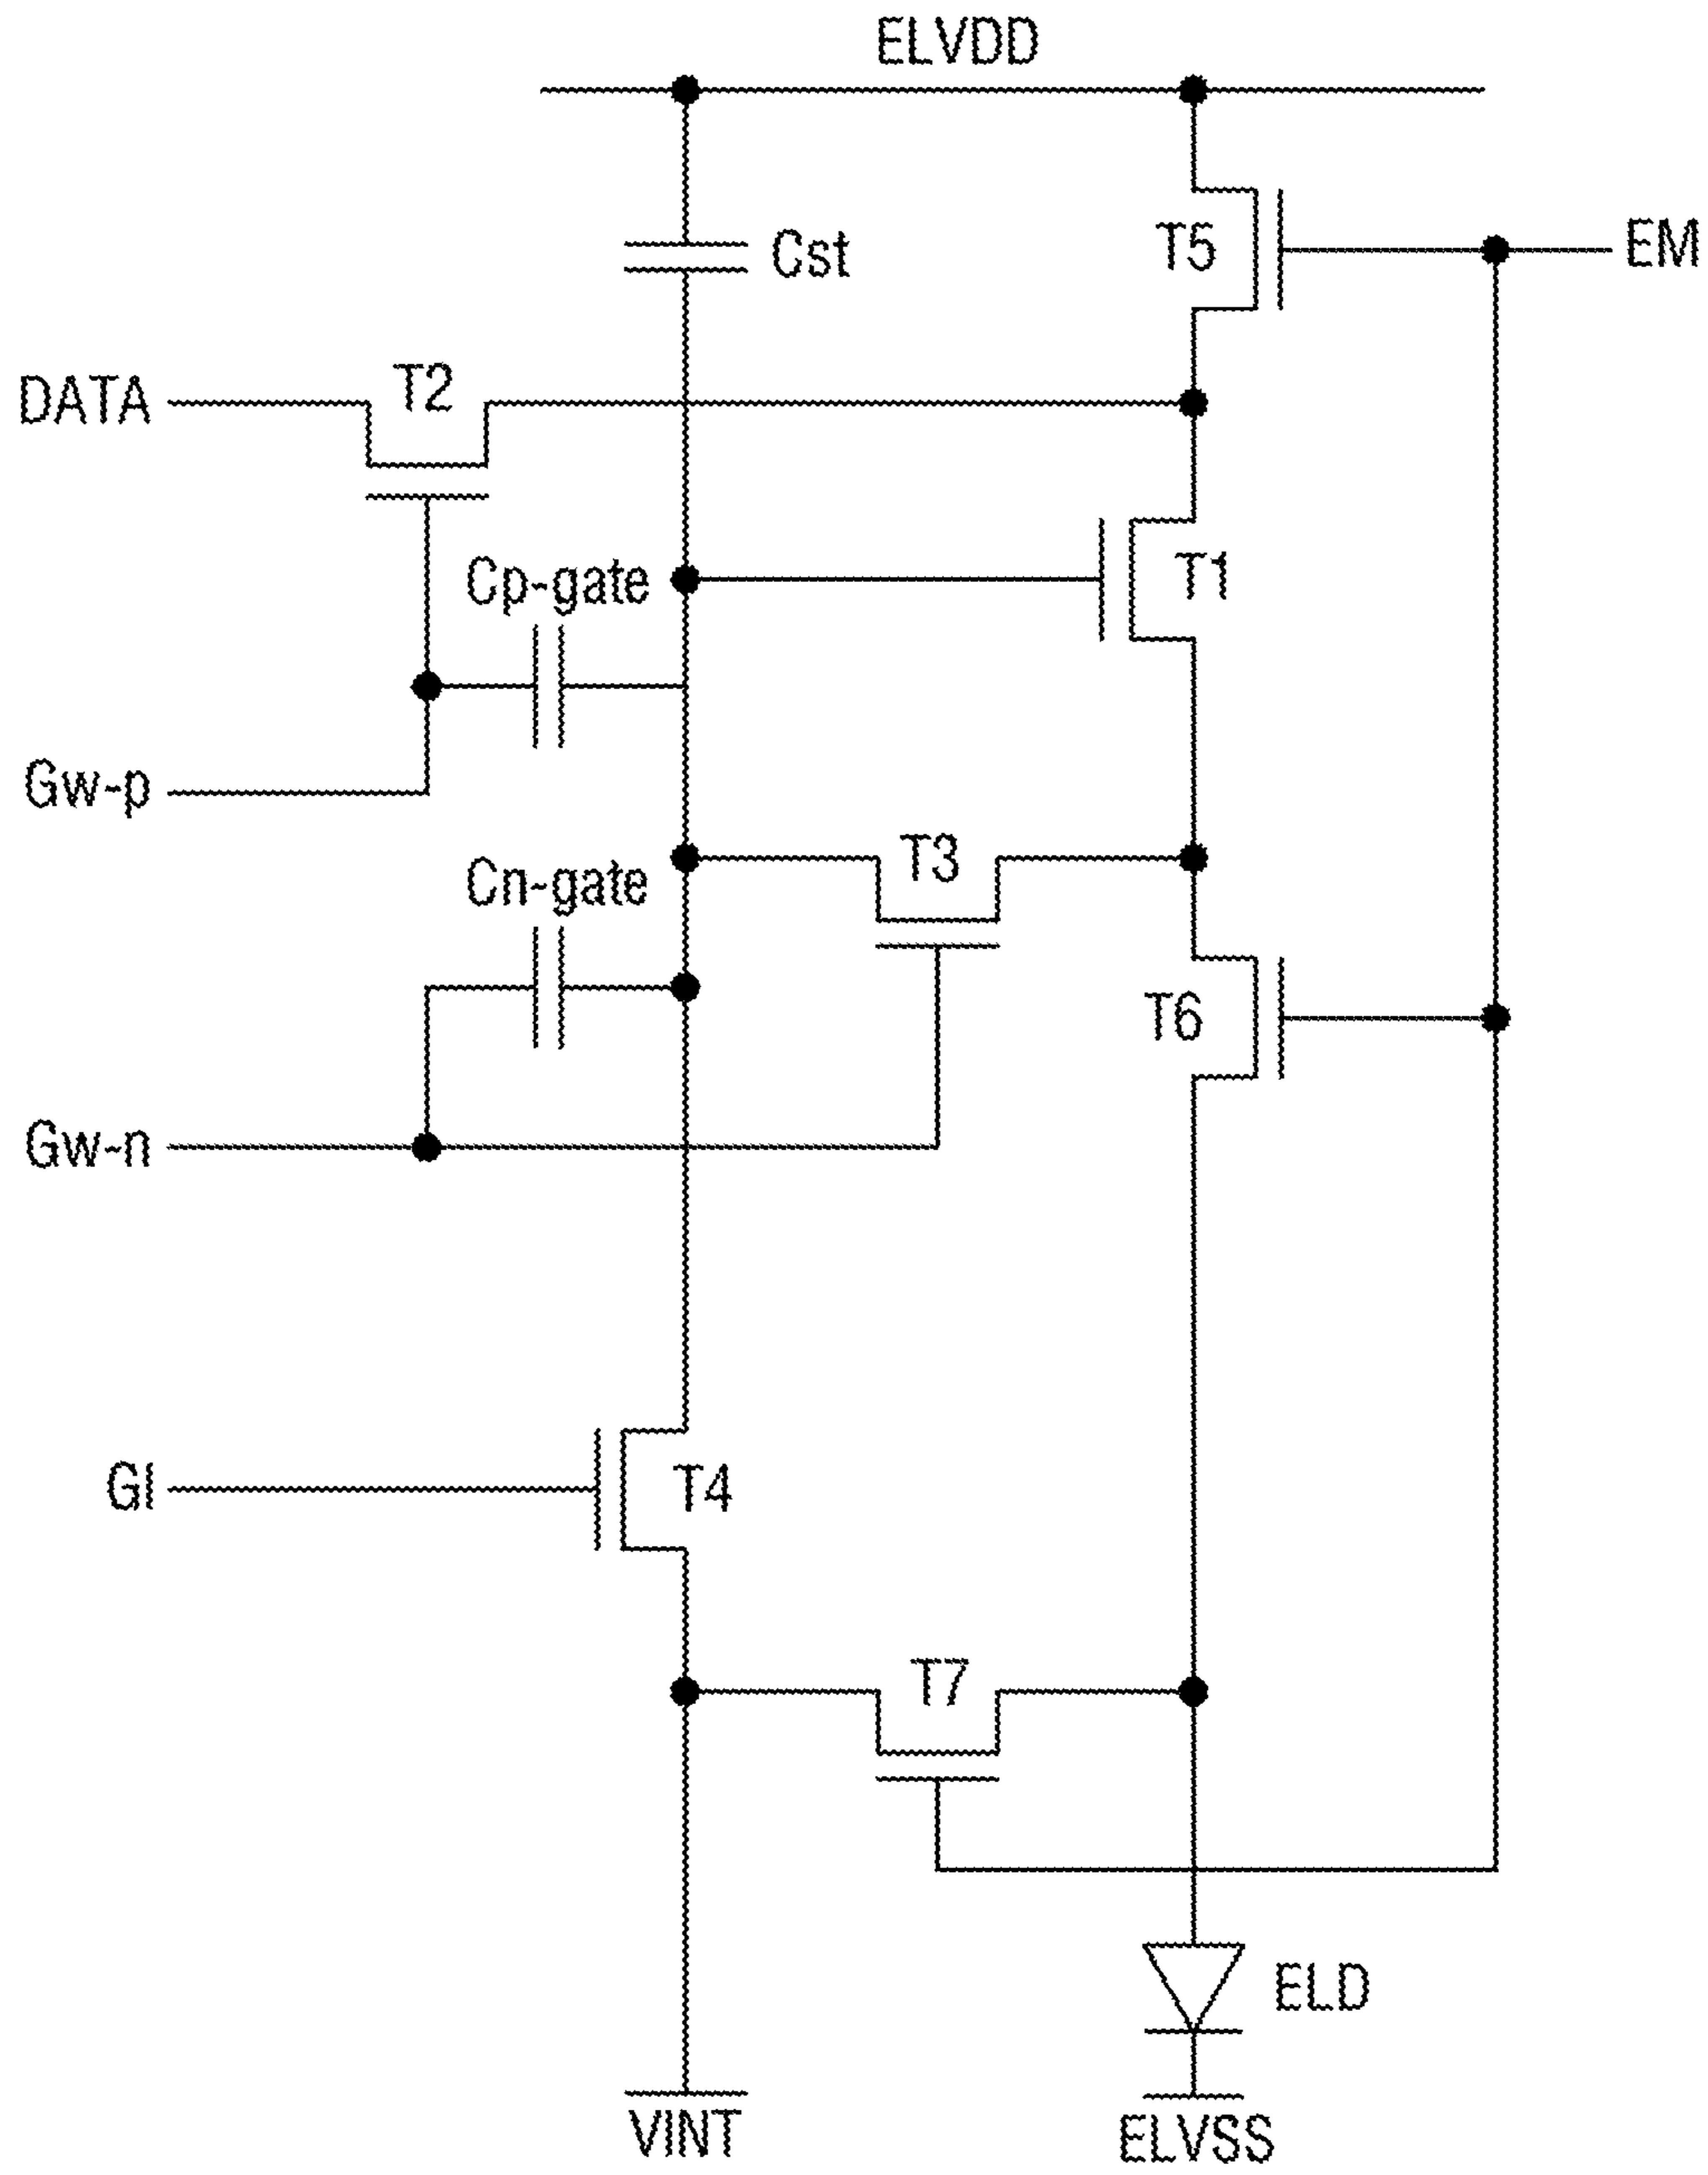 ELVDD
Cst
T5
EM
DATA
T2
Cp-gate
T1
Gw-p
T3
Cn-gate
T6
Gw-n
GI
T4
T7
ELD
VINT
ELVSS